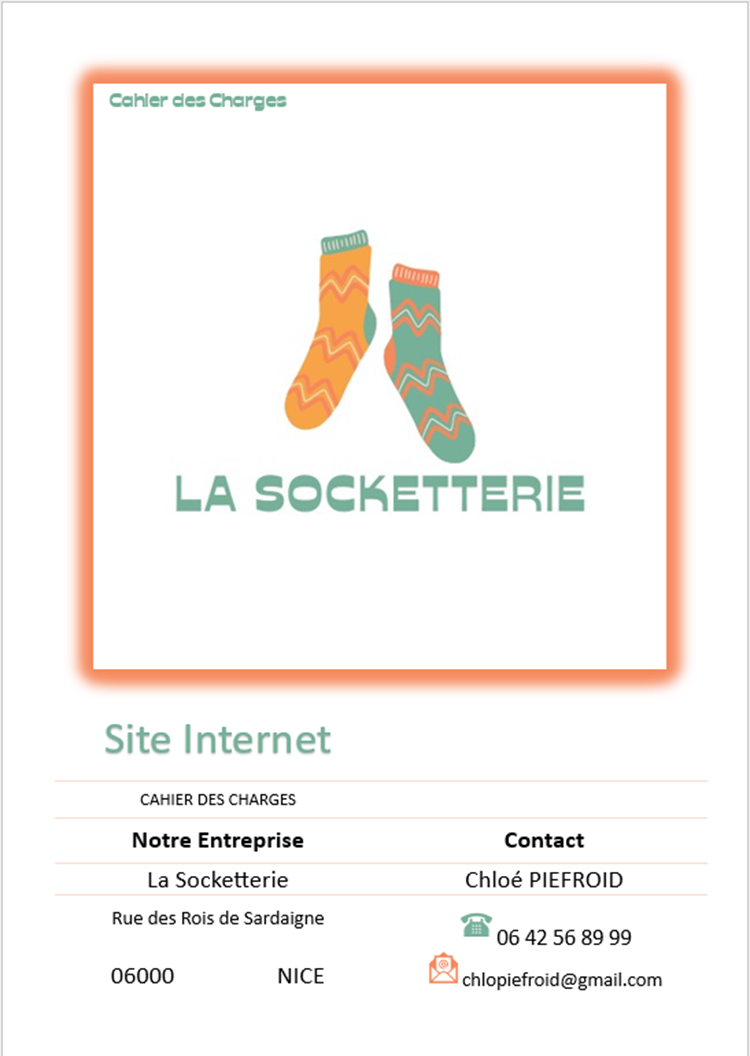 Cahier des Charges
LA SOCKETTERIE
Site Internet
CAHIER DES CHARGES
Notre Entreprise Contact
La Socketterie Chloé PIEFROID
Rue des Rois de Sardaigne
06 42 56 89 99
06000 NICE
chlopiefroid@gmail.com